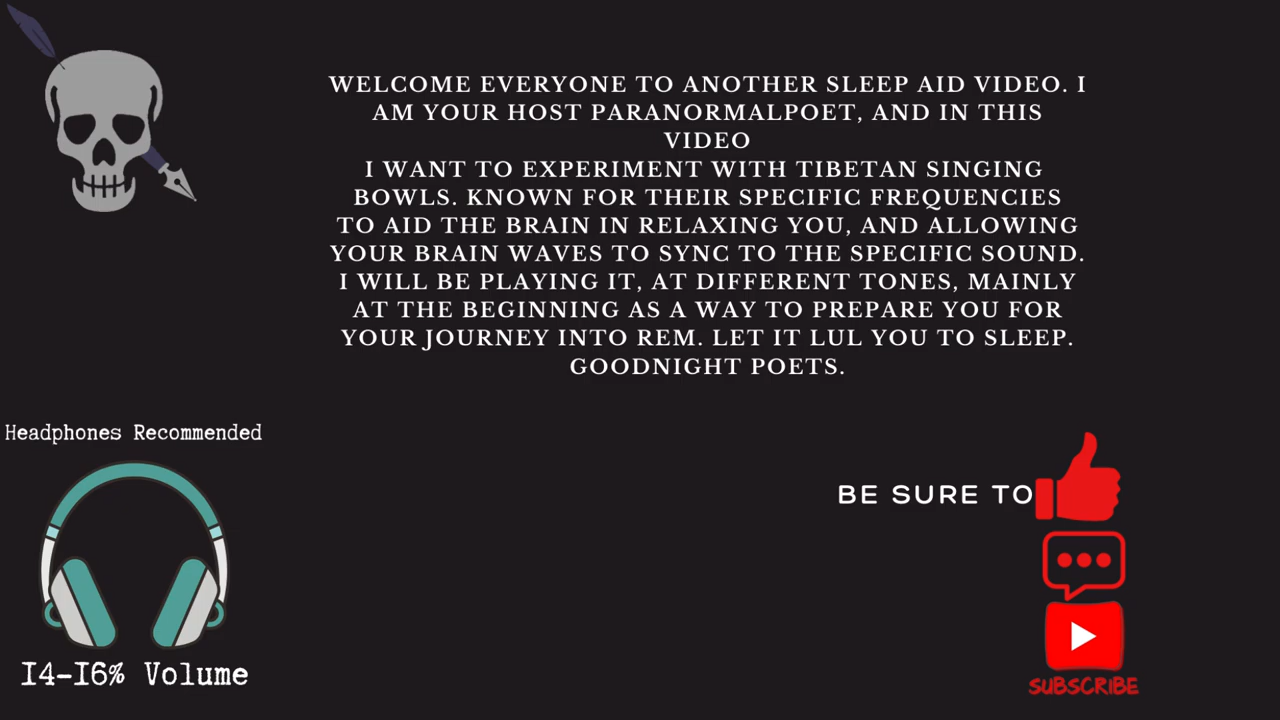 WELCOME EVERYONE TO ANOTHER SLEEP AID VIDEO. I
AM YOUR HOST PARANORMALPOET, AND IN THIS
VIDEO
I WANT TO EXPERIMENT WITH TIBETAN SINGING
BOWLS. KNOWN FOR THEIR SPECIFIC FREQUENCIES
TO AID THE BRAIN IN RELAXING YOU, AND ALLOWING
YOUR BRAIN WAVES TO SYNC TO THE SPECIFIC SOUND.
I WILL BE PLAYING IT, AT DIFFERENT TONES, MAINLY
AT THE BEGINNING AS A WAY TO PREPARE YOU FOR
YOUR JOURNEY INTO REM. LET IT LUL YOU TO SLEEP.
GOODNIGHT POETS.
Headphones Recommended
14-16% Volume
BE SURE TO
SUBSCRIBE